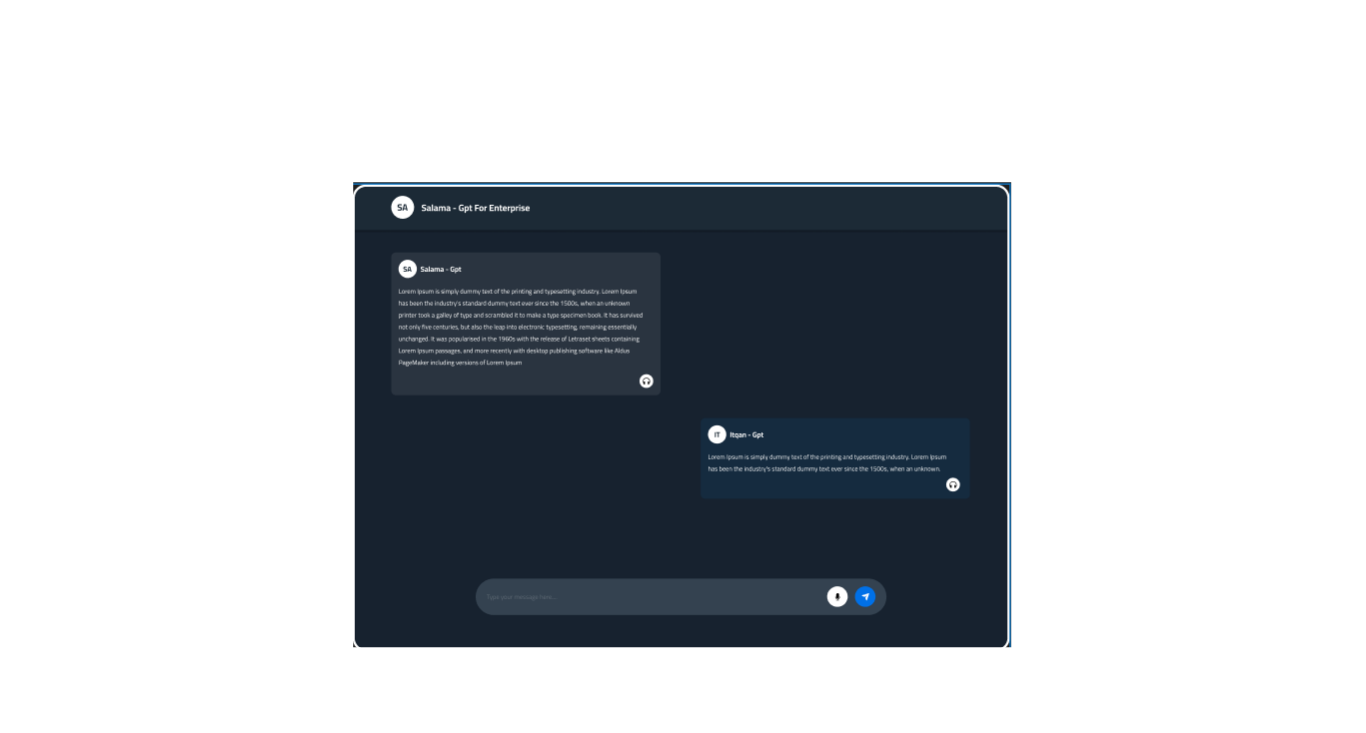 SA Salama - Gpt For Enterprise
SA Salama - Gpt
Lorem Ipsum is simply dummy text of the printing and typesetting industry. Lorem Ipsum
has been the industry's standard dummy text ever since the 1500s, when an unknown
printer took a galley of type and scrambled it to make a type specimen book. It has survived
not only five centuries, but also the leap into electronic typesetting, remaining essentially
unchanged. It was popularised in the 1960s with the release of Letraset sheets containing
Lorem Ipsum passages, and more recently with desktop publishing software like Aldus
PageMaker including versions of Lorem Ipsum
IT Itqan - Gpt
Lorem Ipsum is simply dummy text of the printing and typesetting industry. Lorem Ipsum
has been the industry's standard dummy text ever since the 1500s, when an unknown.
Type your message here...